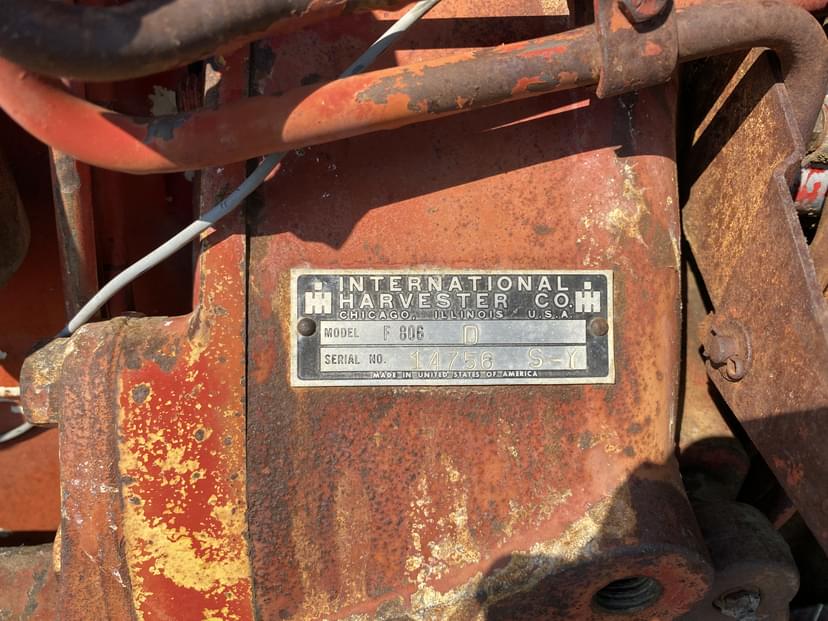 INTERNATIONAL
HARVESTER CO.
CHICAGO, ILLINOIS U.S.A.
MODEL F 806 D
SERIAL NO. 14756 S-Y
MADE IN UNITED STATES OF AMERICA